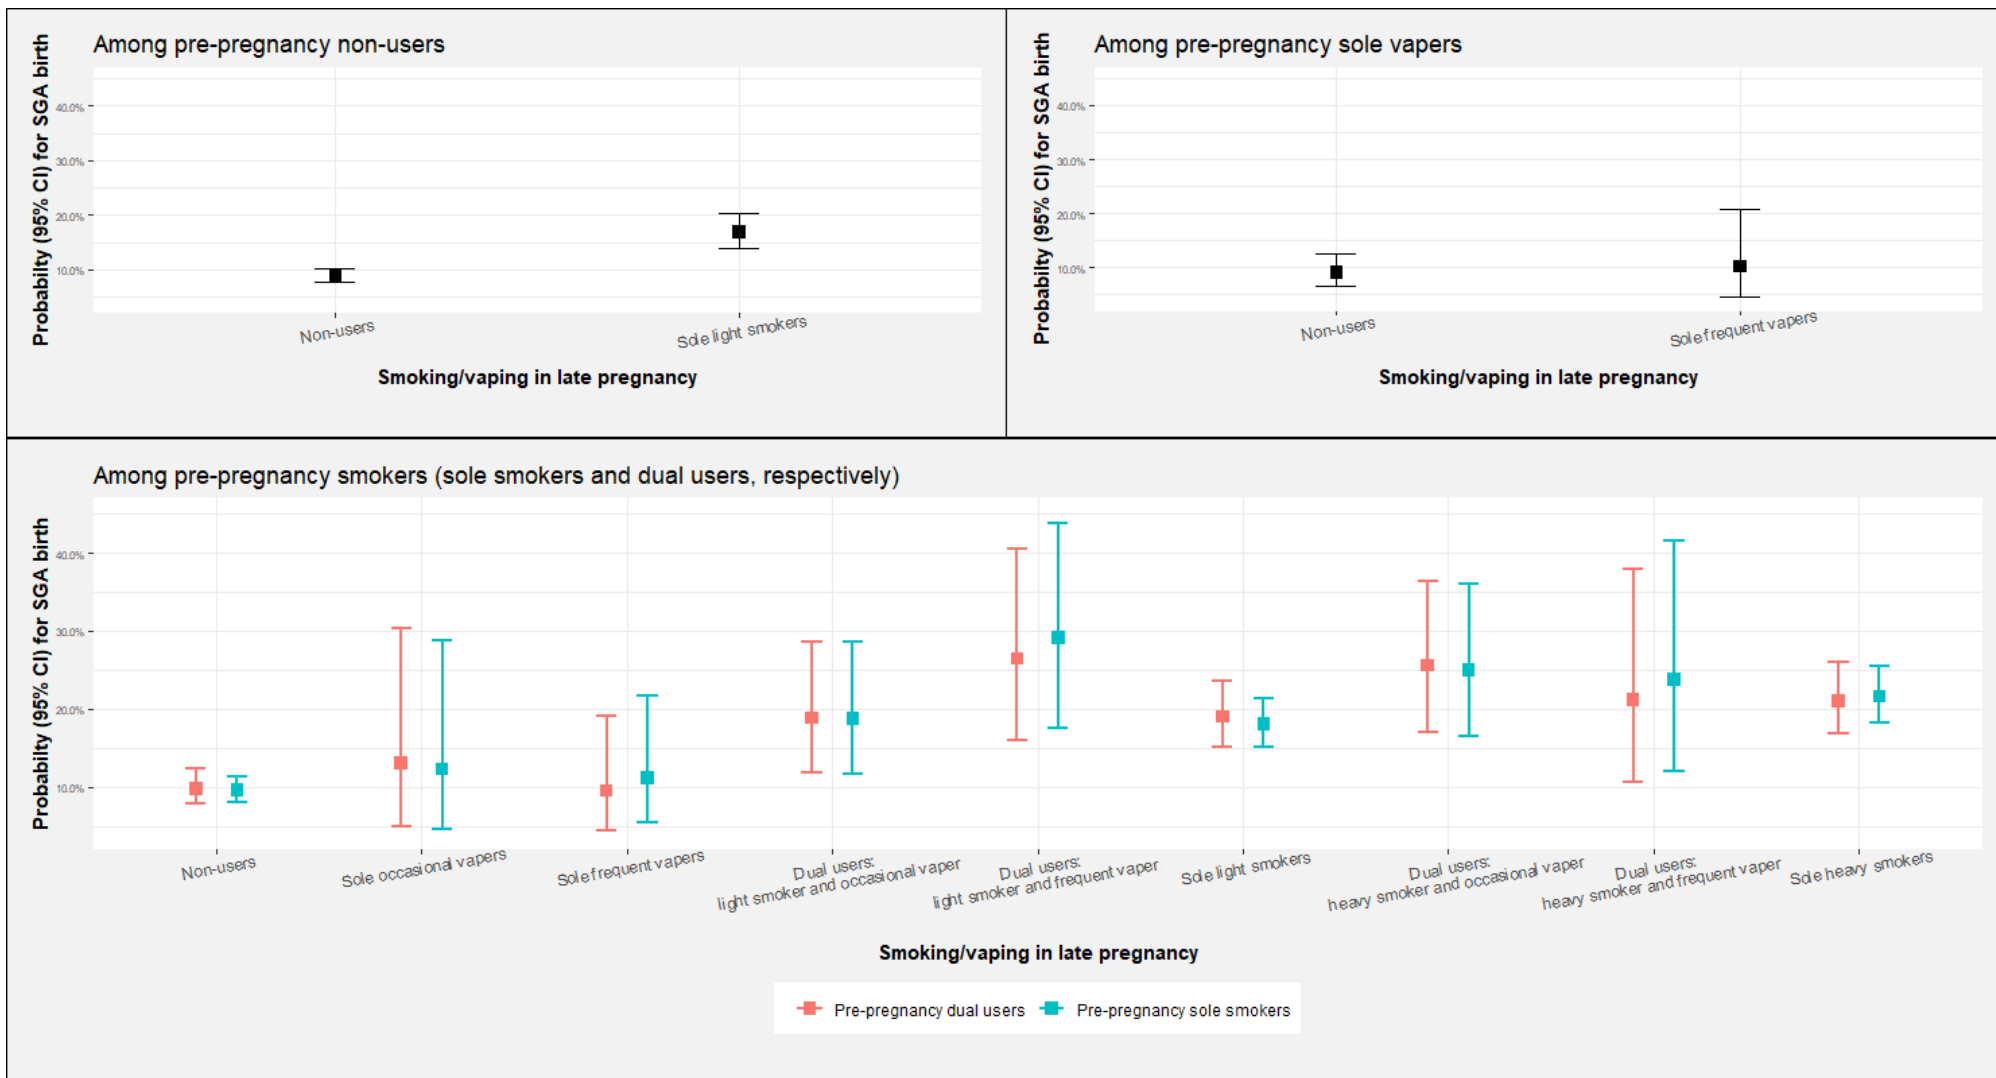 Among pre-pregnancy non-users
Probabilty (95% CI) for SGA birth
40.0%
30.0%
20.0%
10.0%
Non-users
Sole light smokers
Smoking/vaping in late pregnancy
Among pre-pregnancy sole vapers
Probabilty (95% CI) for SGA birth
40.0%
30.0%
20.0%
10.0%
Non-users
Sole frequent vapers
Smoking/vaping in late pregnancy
Among pre-pregnancy smokers (sole smokers and dual users, respectively)
Probabilty (95% CI) for SGA birth
40.0%
30.0%
20.0%
10.0%
Non-users
Sole occasional vapers
Sole frequent vapers
Dual users:
light smoker and occasional vaper
Dual users:
light smoker and frequent vaper
Sole light smokers
Dual users:
heavy smoker and occasional vaper
Dual users:
heavy smoker and frequent vaper
Sole heavy smokers
Smoking/vaping in late pregnancy
Pre-pregnancy dual users
Pre-pregnancy sole smokers